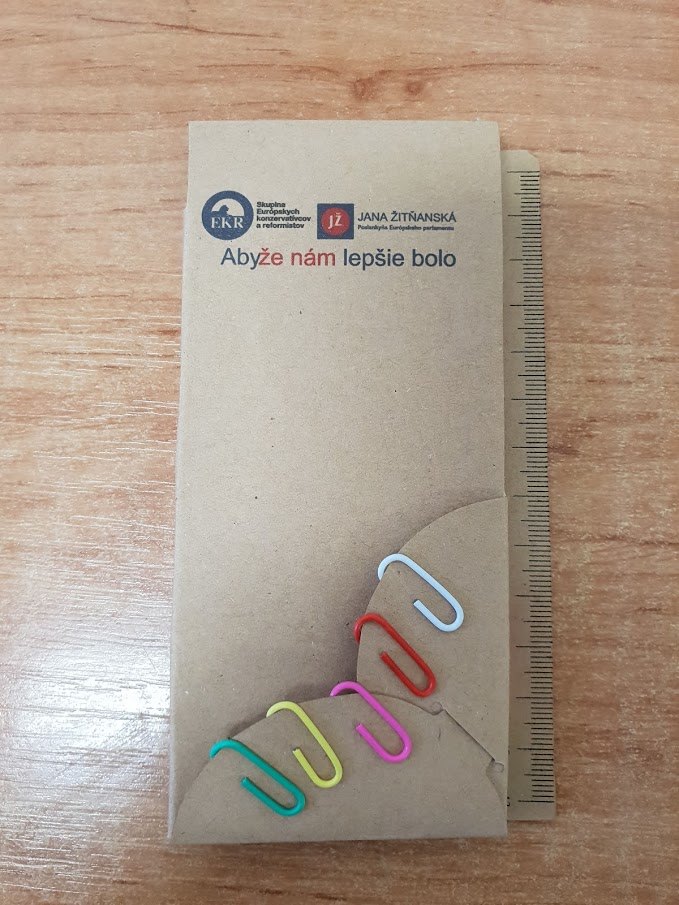 EKR
Skupina
Európskych
konzervatívcov
a reformistov
JŽ
JANA ŽITŇANSKÁ
Poslankyňa Európskeho parlamentu
Abyže nám lepšie bolo